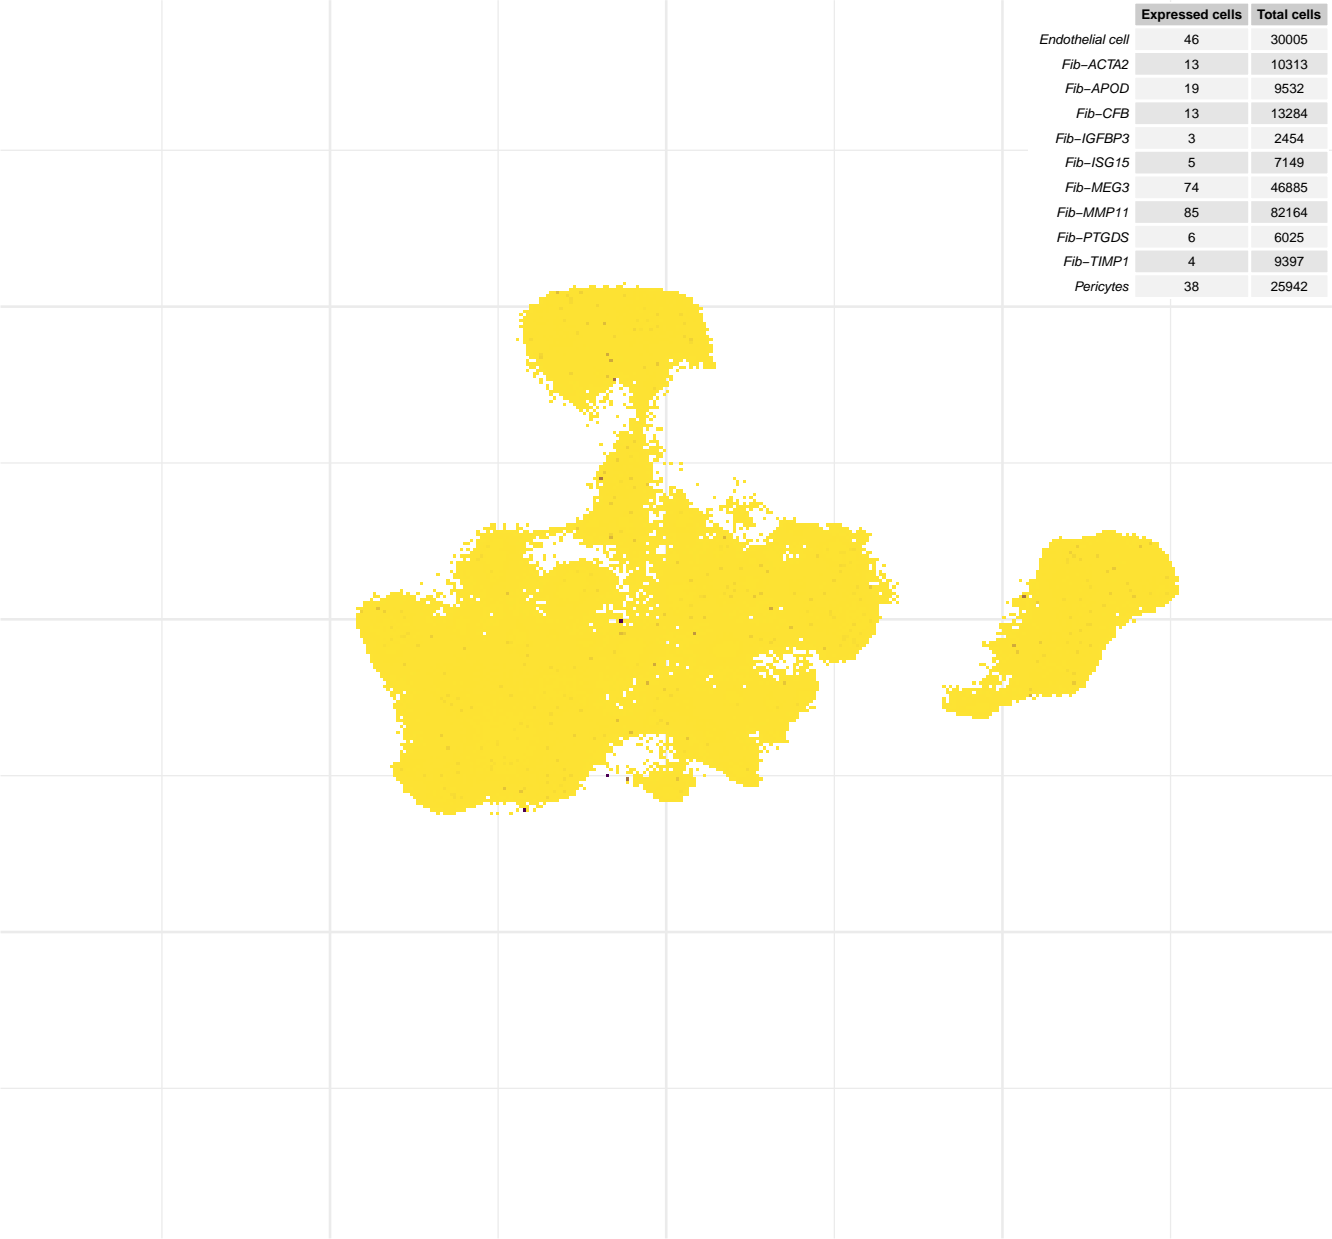 Expressed cells Total cells
Endothelial cell 46 30005
Fib−ACTA2 13 10313
Fib−APOD 19 9532
Fib−CFB 13 13284
Fib−IGFBP3 3 2454
Fib−ISG15 5 7149
Fib−MEG3 74 46885
Fib−MMP11 85 82164
Fib−PTGDS 6 6025
Fib−TIMP1 4 9397
Pericytes 38 25942